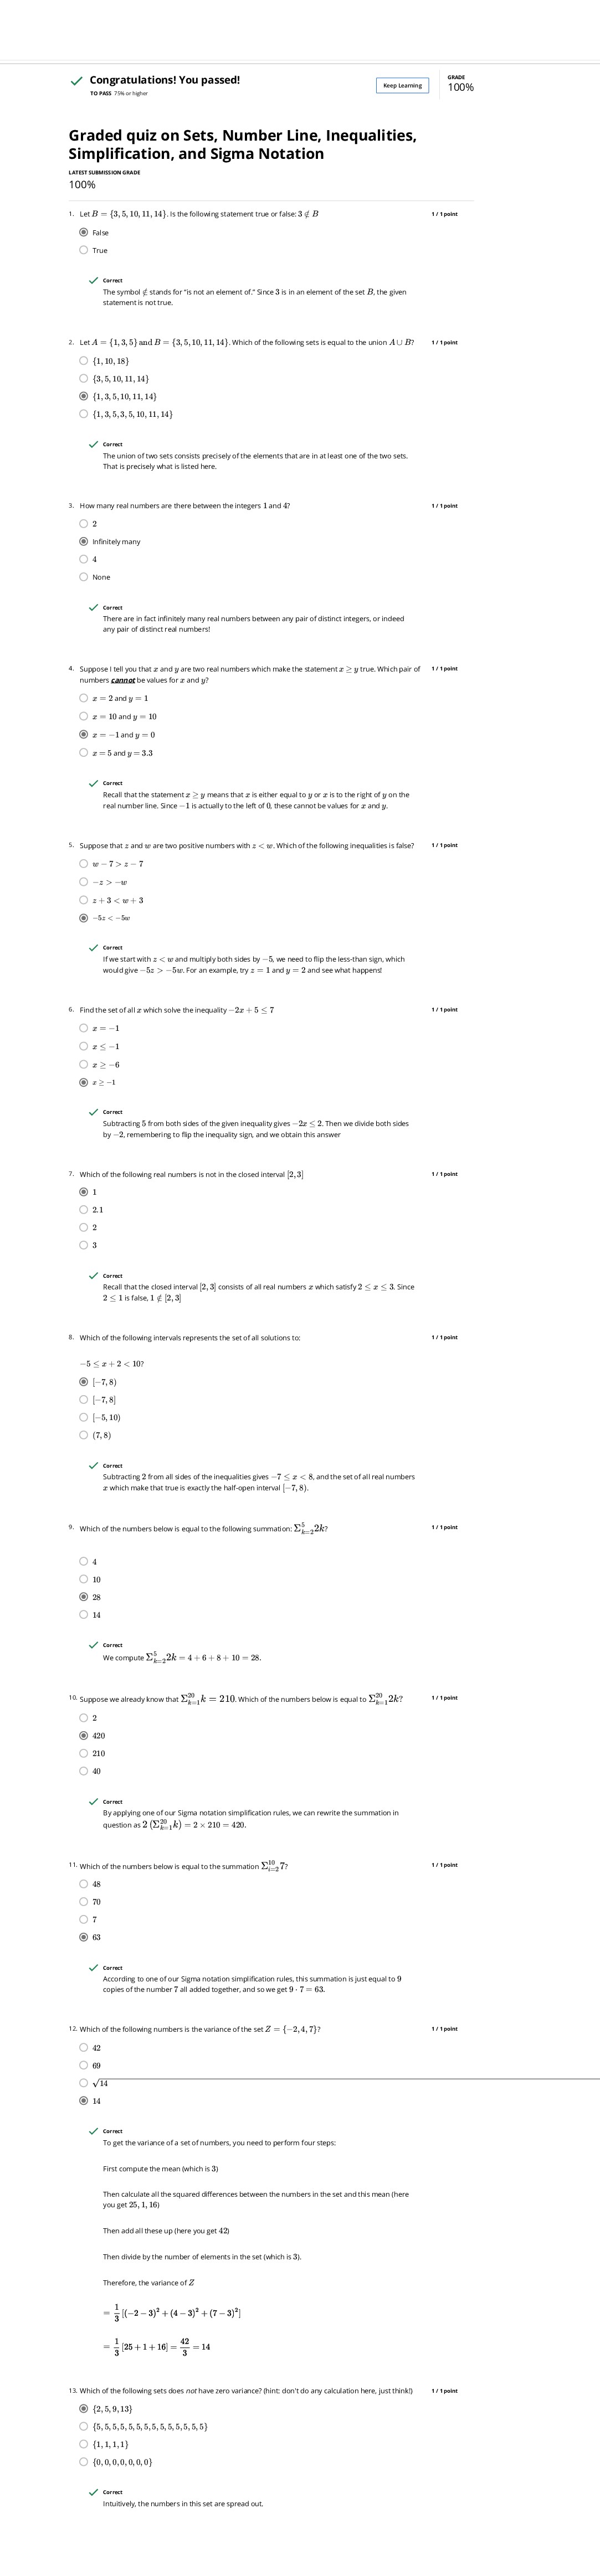 Congratulations! You passed!
TO PASS 75% or higher
Keep Learning
GRADE
100%
Graded quiz on Sets, Number Line, Inequalities,
Simplification, and Sigma Notation
LATEST SUBMISSION GRADE
100%
1. Let B = {3, 5, 10, 11, 14}. Is the following statement true or false: 3 ∉ B
1 / 1 point
False
True
Correct
The symbol ∉ stands for “is not an element of.” Since 3 is in an element of the set B, the given
statement is not true.
2. Let A = {1, 3, 5} and B = {3, 5, 10, 11, 14}. Which of the following sets is equal to the union A ∪ B?
1 / 1 point
{1, 10, 18}
{3, 5, 10, 11, 14}
{1, 3, 5, 10, 11, 14}
{1, 3, 5, 3, 5, 10, 11, 14}
Correct
The union of two sets consists precisely of the elements that are in at least one of the two sets.
That is precisely what is listed here.
3. How many real numbers are there between the integers 1 and 4?
1 / 1 point
2
Infinitely many
4
None
Correct
There are in fact infinitely many real numbers between any pair of distinct integers, or indeed
any pair of distinct real numbers!
4. Suppose I tell you that x and y are two real numbers which make the statement x ≥ y true. Which pair of
numbers cannot be values for x and y?
1 / 1 point
x = 2 and y = 1
x = 10 and y = 10
x = −1 and y = 0
x = 5 and y = 3.3
Correct
Recall that the statement x ≥ y means that x is either equal to y or x is to the right of y on the
real number line. Since −1 is actually to the left of 0, these cannot be values for x and y.
5. Suppose that z and w are two positive numbers with z < w. Which of the following inequalities is false?
1 / 1 point
w − 7 > z − 7
−z > −w
z + 3 < w + 3
−5z < −5w
Correct
If we start with z < w and multiply both sides by −5, we need to flip the less-than sign, which
would give −5z > −5w. For an example, try z = 1 and y = 2 and see what happens!
6. Find the set of all x which solve the inequality −2x + 5 ≤ 7
1 / 1 point
x = −1
x ≤ −1
x ≥ −6
x ≥ −1
Correct
Subtracting 5 from both sides of the given inequality gives −2x ≤ 2. Then we divide both sides
by −2, remembering to flip the inequality sign, and we obtain this answer
7. Which of the following real numbers is not in the closed interval [2, 3]
1 / 1 point
1
2.1
2
3
Correct
Recall that the closed interval [2, 3] consists of all real numbers x which satisfy 2 ≤ x ≤ 3. Since
2 ≤ 1 is false, 1 ∉ [2, 3]
8. Which of the following intervals represents the set of all solutions to:
1 / 1 point
−5 ≤ x + 2 < 10?
[−7, 8)
[−7, 8]
[−5, 10)
(7, 8)
Correct
Subtracting 2 from all sides of the inequalities gives −7 ≤ x < 8, and the set of all real numbers
x which make that true is exactly the half-open interval [−7, 8).
9. Which of the numbers below is equal to the following summation: Σ_{k=2}^{5} 2k?
1 / 1 point
4
10
28
14
Correct
We compute Σ_{k=2}^{5} 2k = 4 + 6 + 8 + 10 = 28.
10. Suppose we already know that Σ_{k=1}^{20} k = 210. Which of the numbers below is equal to Σ_{k=1}^{20} 2k?
1 / 1 point
2
420
210
40
Correct
By applying one of our Sigma notation simplification rules, we can rewrite the summation in
question as 2 (Σ_{k=1}^{20} k) = 2 × 210 = 420.
11. Which of the numbers below is equal to the summation Σ_{i=2}^{10} 7?
1 / 1 point
48
70
7
63
Correct
According to one of our Sigma notation simplification rules, this summation is just equal to 9
copies of the number 7 all added together, and so we get 9 · 7 = 63.
12. Which of the following numbers is the variance of the set Z = {−2, 4, 7}?
1 / 1 point
42
69
√14
14
Correct
To get the variance of a set of numbers, you need to perform four steps:
First compute the mean (which is 3)
Then calculate all the squared differences between the numbers in the set and this mean (here
you get 25, 1, 16)
Then add all these up (here you get 42)
Then divide by the number of elements in the set (which is 3).
Therefore, the variance of Z
= 1/3 [(−2 − 3)² + (4 − 3)² + (7 − 3)²]
= 1/3 [25 + 1 + 16] = 42/3 = 14
13. Which of the following sets does not have zero variance? (hint: don't do any calculation here, just think!)
1 / 1 point
{2, 5, 9, 13}
{5, 5, 5, 5, 5, 5, 5, 5, 5, 5, 5, 5, 5, 5}
{1, 1, 1, 1}
{0, 0, 0, 0, 0, 0, 0}
Correct
Intuitively, the numbers in this set are spread out.